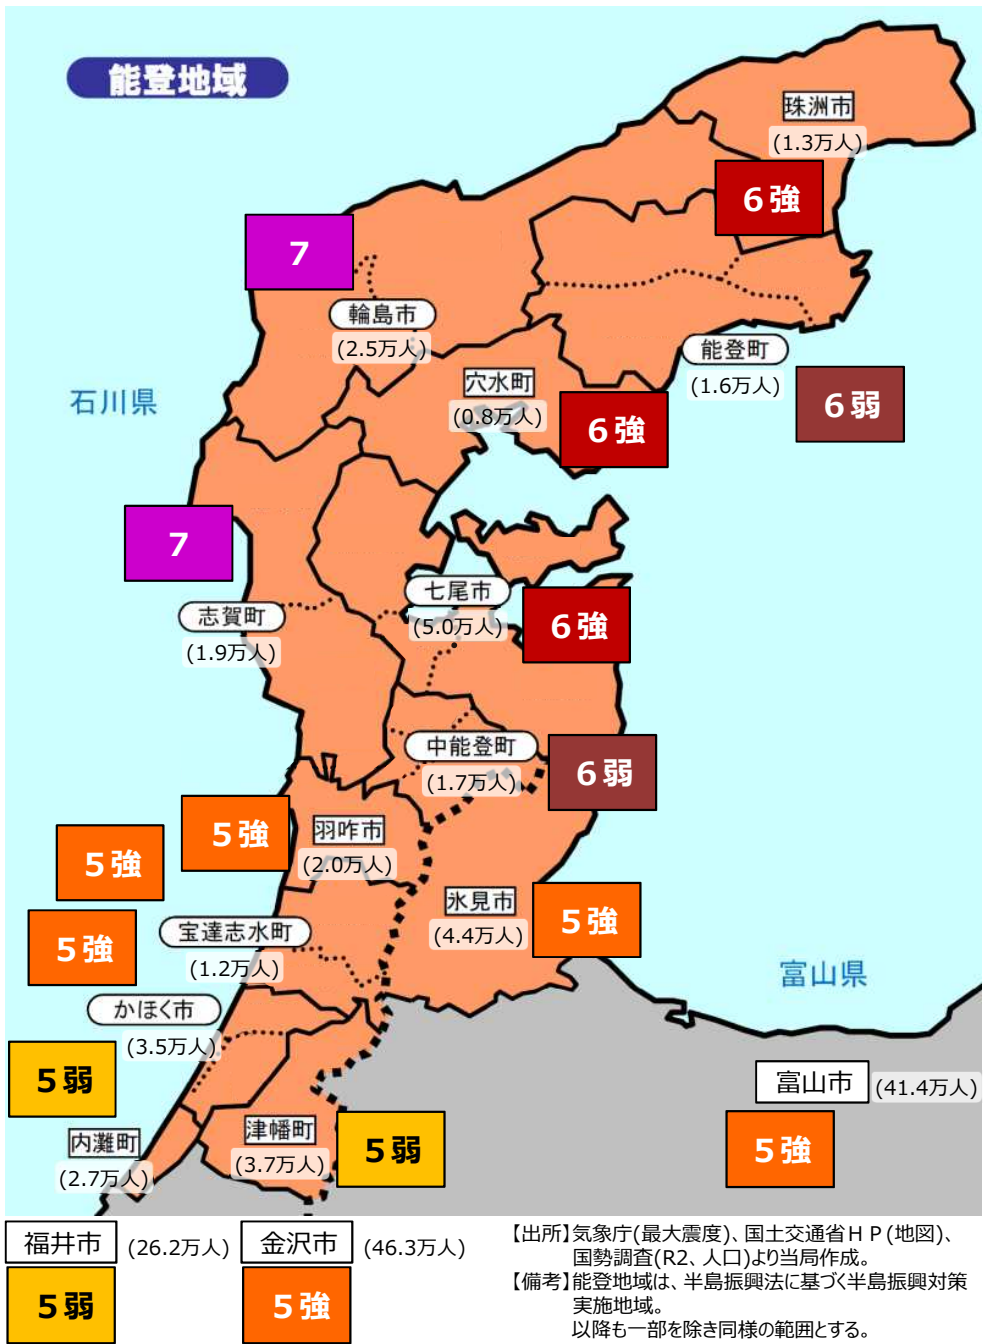 能登地域
珠洲市
(1.3万人)
6強
7
輪島市
(2.5万人)
能登町
(1.6万人)
6弱
石川県
穴水町
(0.8万人)
6強
7
志賀町
(1.9万人)
七尾市
(5.0万人)
6強
中能登町
(1.7万人)
6弱
5強
羽咋市
(2.0万人)
5強
氷見市
(4.4万人)
5強
5強
宝達志水町
(1.2万人)
富山県
かほく市
(3.5万人)
5弱
富山市
(41.4万人)
5強
内灘町
(2.7万人)
津幡町
(3.7万人)
5弱
福井市
(26.2万人)
5弱
金沢市
(46.3万人)
5強
【出所】気象庁(最大震度)、国土交通省ＨＰ(地図)、
国勢調査(R2、人口)より当局作成。
【備考】能登地域は、半島振興法に基づく半島振興対策
実施地域。
以降も一部を除き同様の範囲とする。